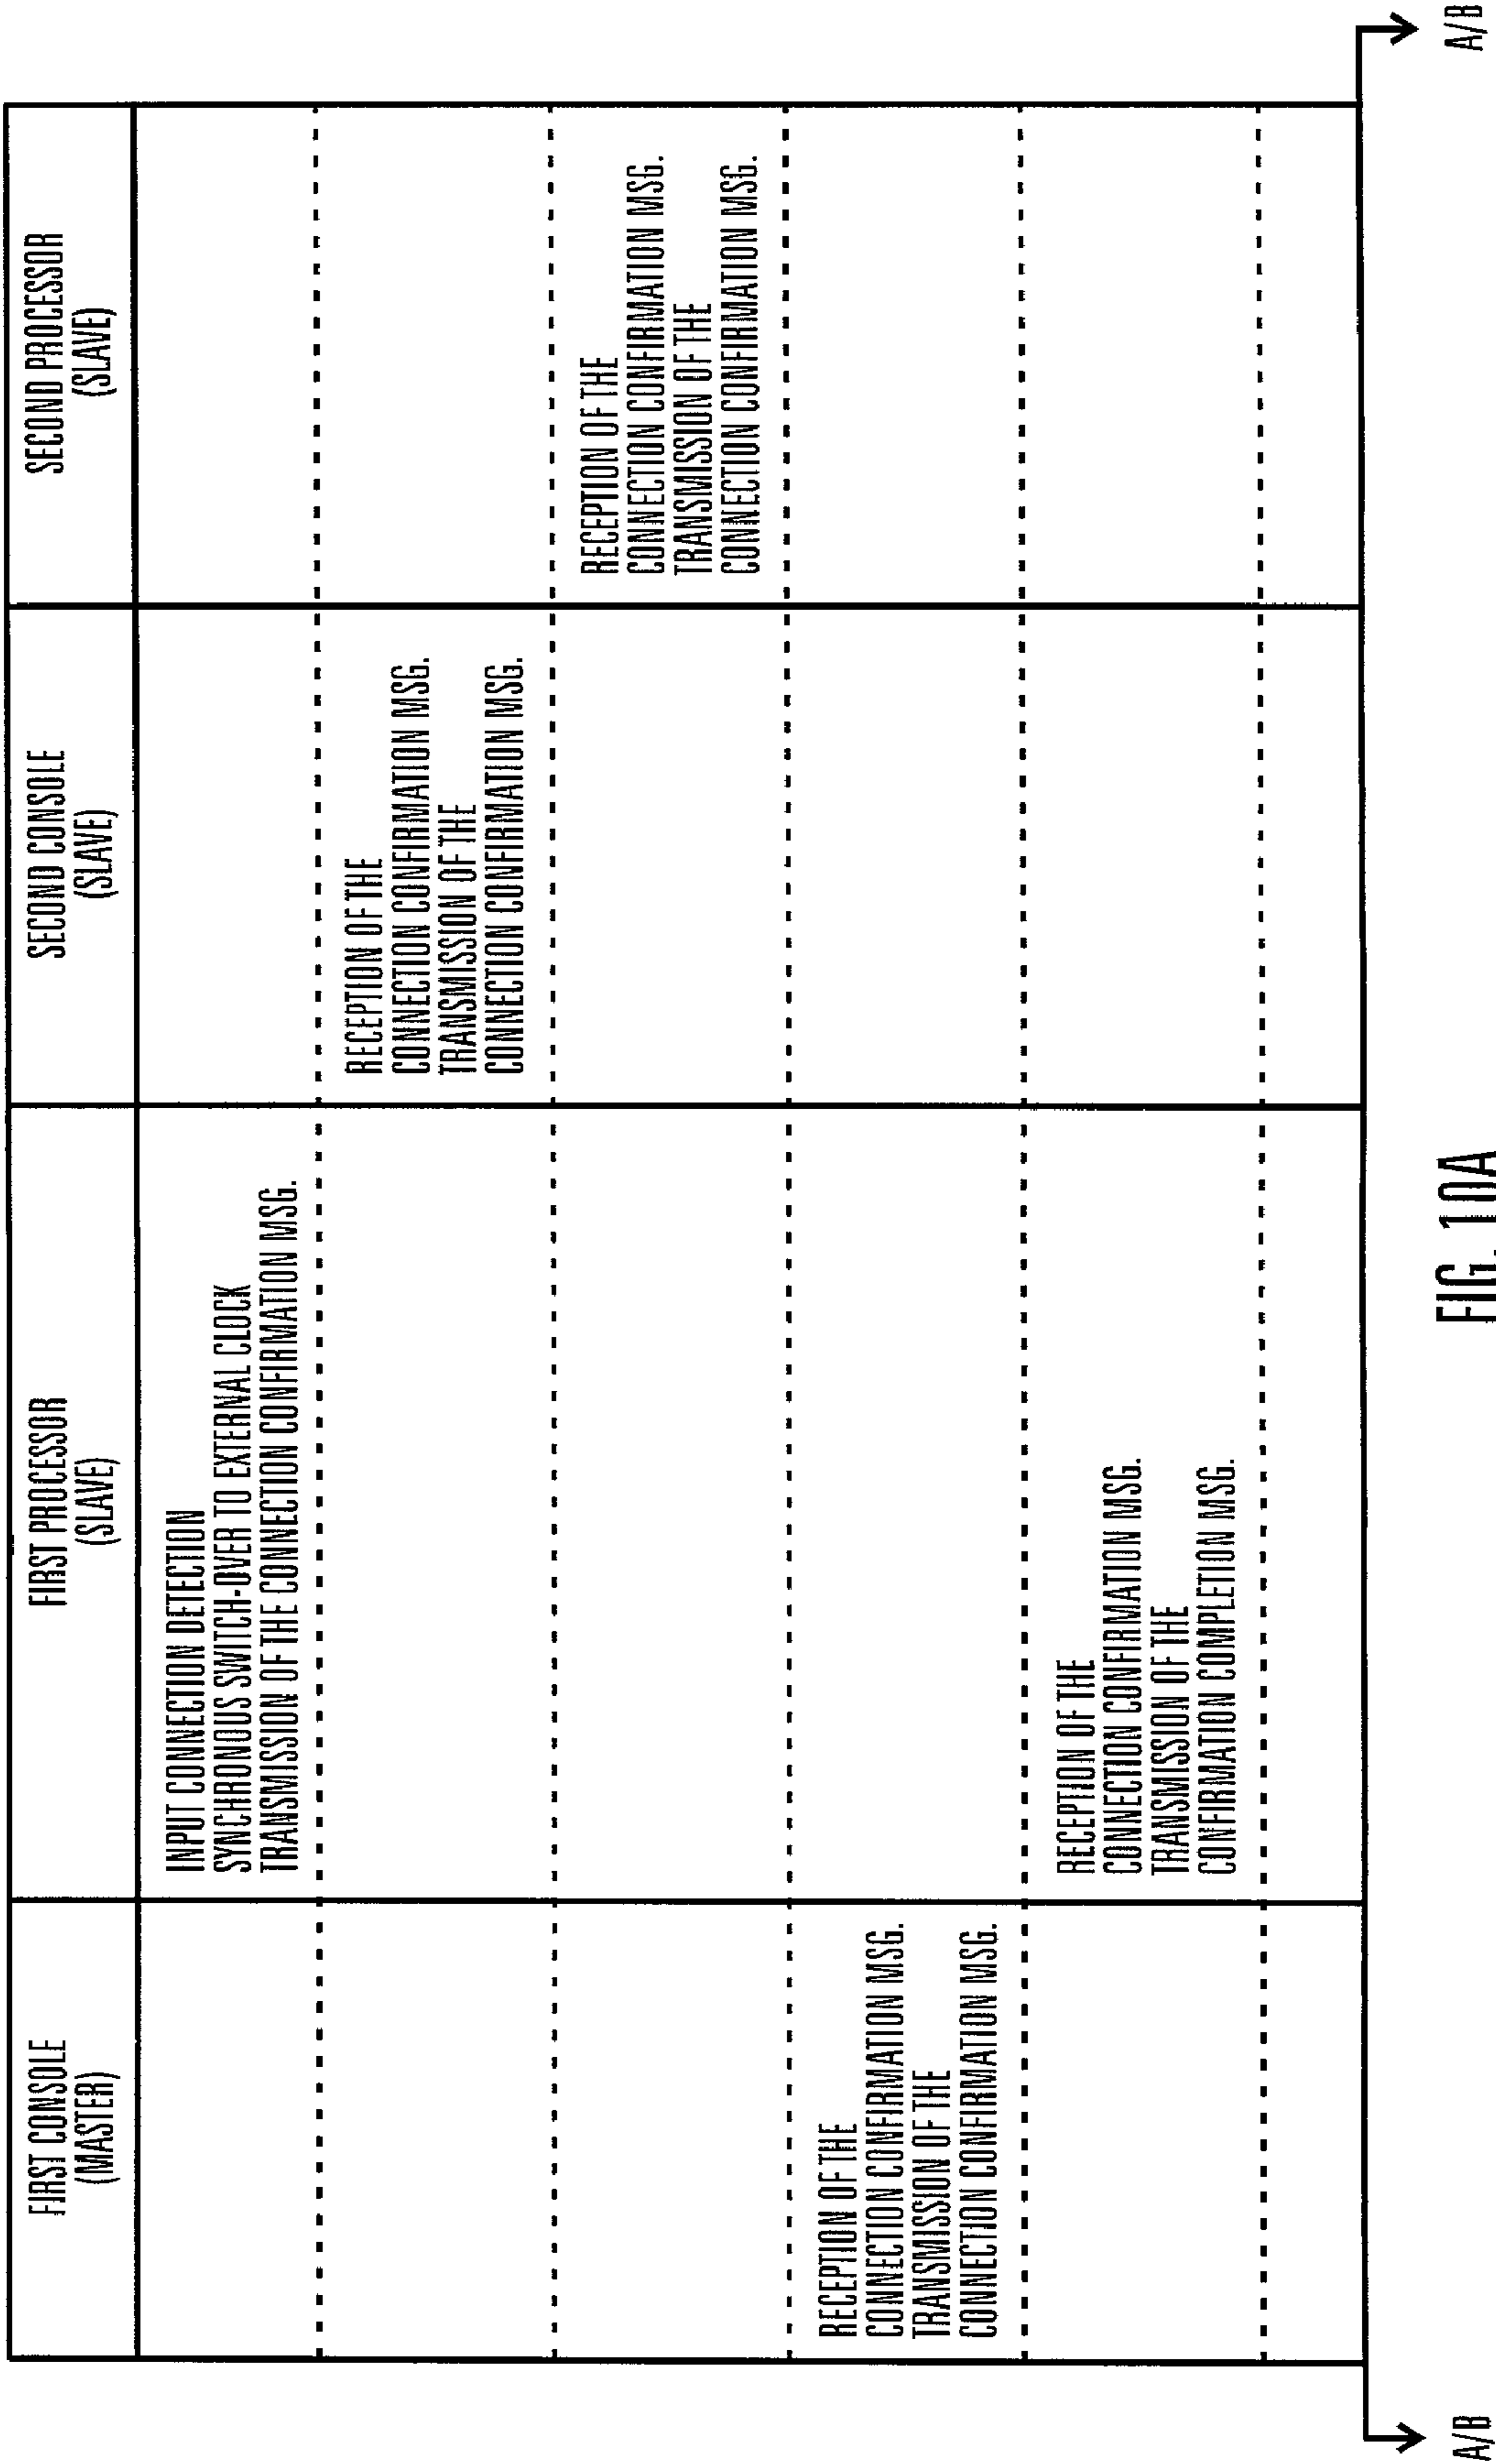 FIRST CONSOLE
(MASTER)
FIRST PROCESSOR
(SLAVE)
SECOND CONSOLE
(SLAVE)
SECOND PROCESSOR
(SLAVE)
INPUT CONNECTION DETECTION
SYNCHRONOUS SWITCH-OVER TO EXTERNAL CLOCK
TRANSMISSION OF THE CONNECTION CONFIRMATION MSG.
RECEPTION OF THE
CONNECTION CONFIRMATION MSG.
TRANSMISSION OF THE
CONNECTION CONFIRMATION MSG.
RECEPTION OF THE
CONNECTION CONFIRMATION MSG.
TRANSMISSION OF THE
CONNECTION CONFIRMATION MSG.
RECEPTION OF THE
CONNECTION CONFIRMATION MSG.
TRANSMISSION OF THE
CONNECTION CONFIRMATION MSG.
RECEPTION OF THE
CONNECTION CONFIRMATION MSG.
TRANSMISSION OF THE
CONFIRMATION COMPLETION MSG.
A/B
A/B
FIG. 10A